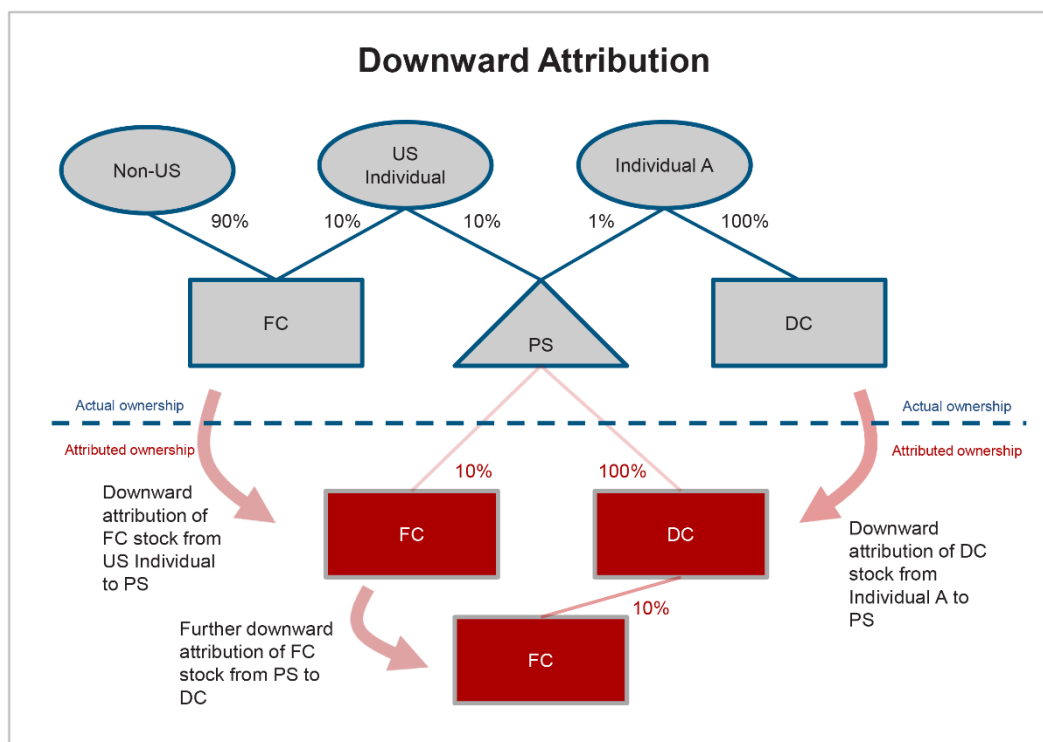 Downward Attribution
Non-US
US
Individual
Individual A
90%
10%
10%
1%
100%
FC
PS
DC
Actual ownership
Actual ownership
Attributed ownership
Attributed ownership
10%
100%
Downward
attribution of
FC stock from
US Individual
to PS
FC
DC
Downward
attribution of DC
stock from
Individual A to
PS
10%
Further downward
attribution of FC
stock from PS to
DC
FC